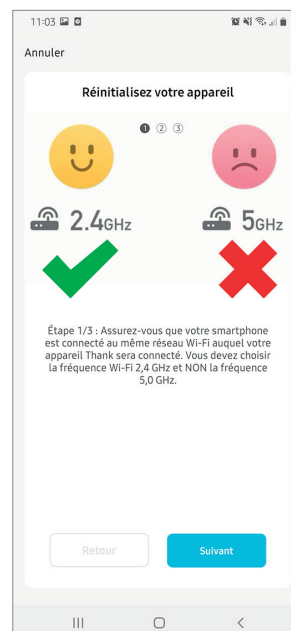 11:03
Annuler
Réinitialisez votre appareil
1 2 3
2.4GHz 5GHz
Étape 1/3 : Assurez-vous que votre smartphone
est connecté au même réseau Wi-Fi auquel votre
appareil Thank sera connecté. Vous devez choisir
la fréquence Wi-Fi 2,4 GHz et NON la fréquence
5,0 GHz.
Retour Suivant